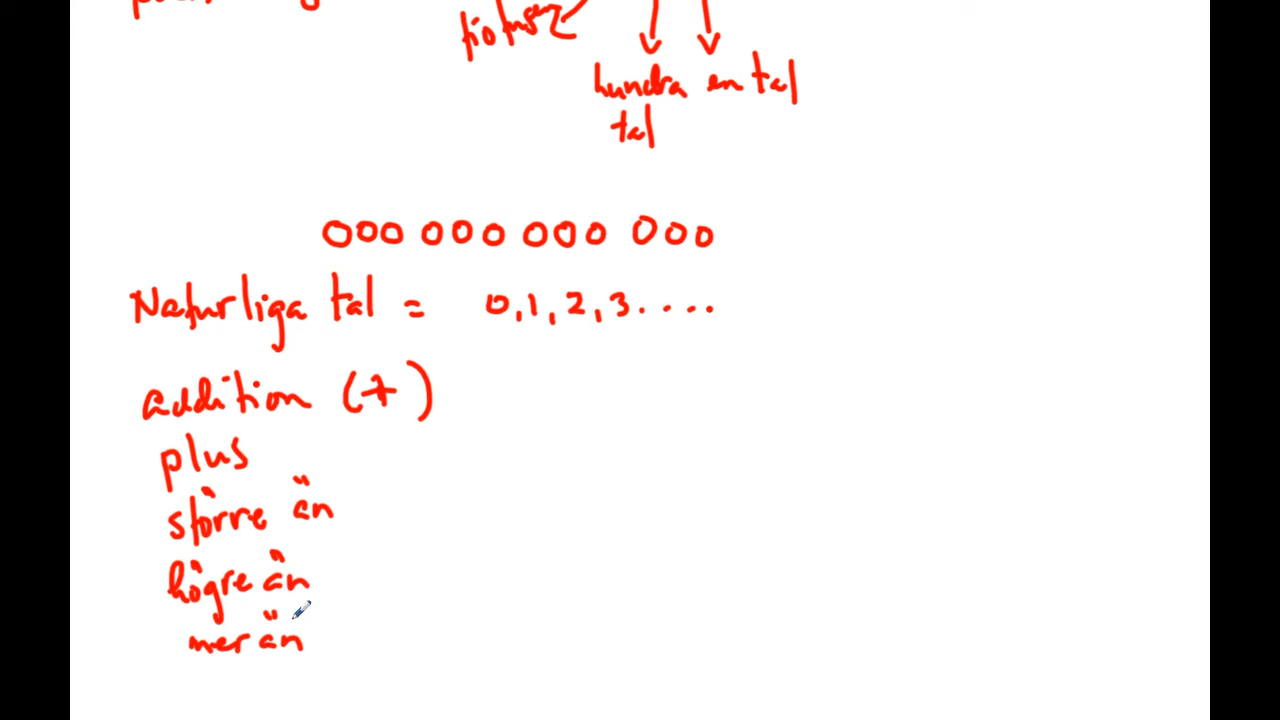 hundra en tal
tal
000 000 000 000
Naturliga tal = 0,1,2,3....
addition (+)
plus
större än
högre än
mer än